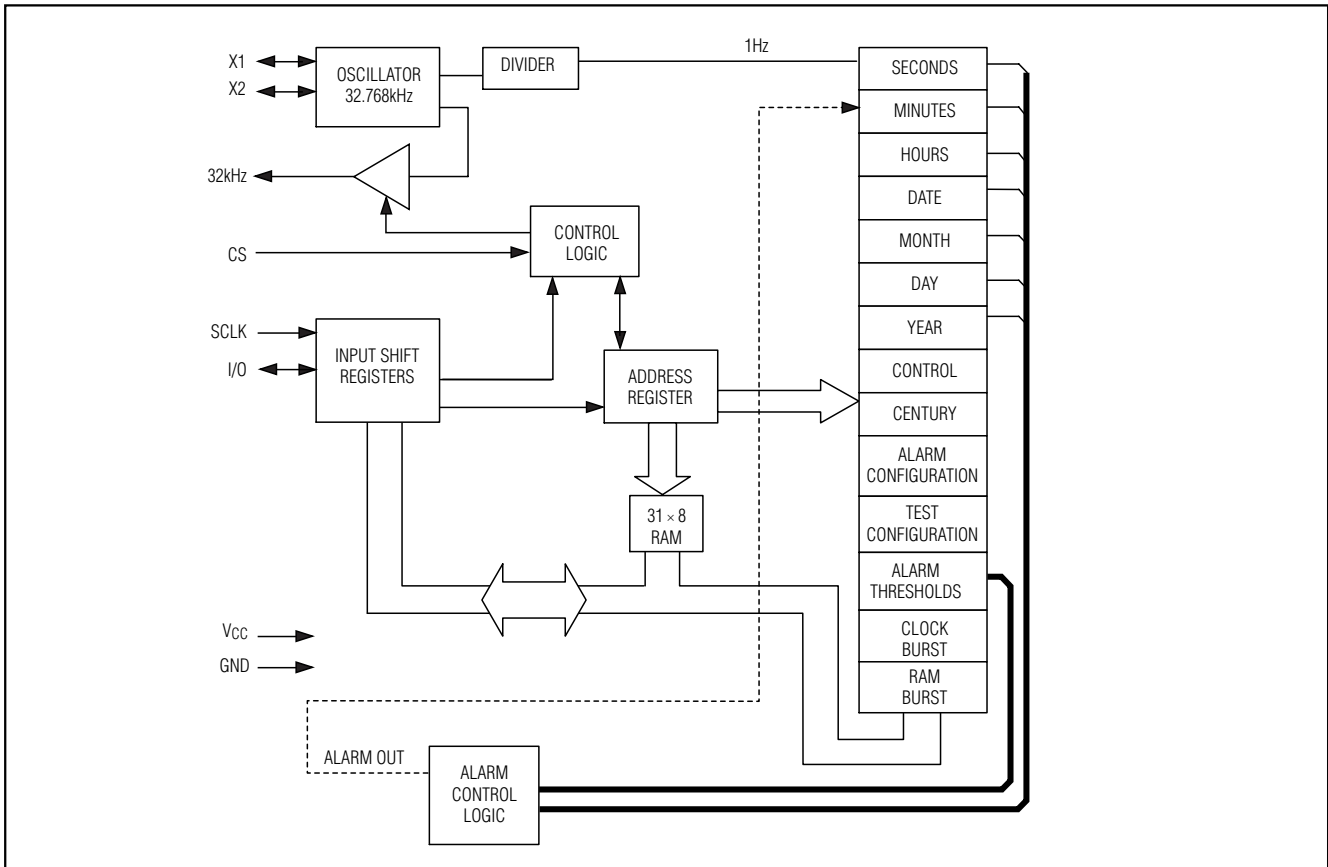 X1
X2
OSCILLATOR
32.768kHz
DIVIDER
1Hz
32kHz
CS
CONTROL
LOGIC
SCLK
I/O
INPUT SHIFT
REGISTERS
ADDRESS
REGISTER
31 × 8
RAM
VCC
GND
ALARM OUT
ALARM
CONTROL
LOGIC
SECONDS
MINUTES
HOURS
DATE
MONTH
DAY
YEAR
CONTROL
CENTURY
ALARM
CONFIGURATION
TEST
CONFIGURATION
ALARM
THRESHOLDS
CLOCK
BURST
RAM
BURST